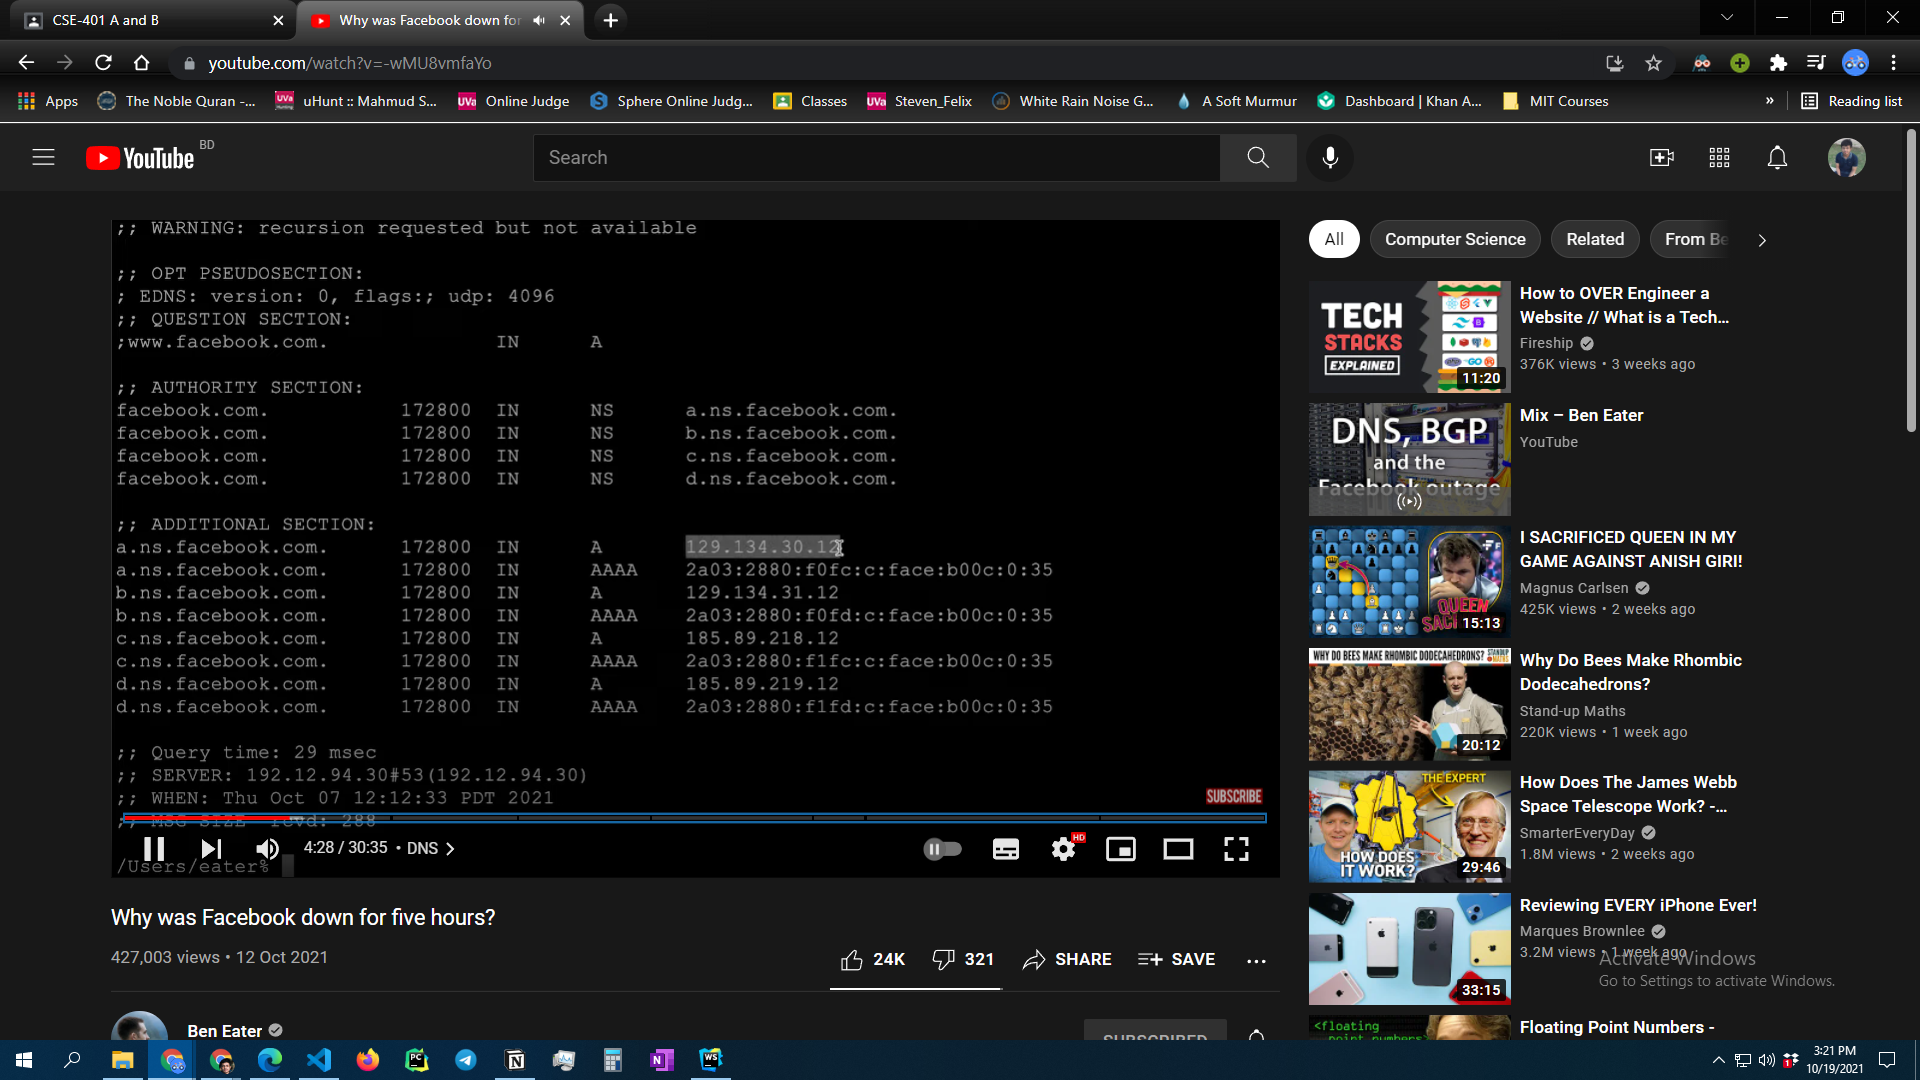 CSE-401 A and B
Why was Facebook down for
youtube.com/watch?v=-wMU8vmfaYo
Apps
The Noble Quran -...
uHunt :: Mahmud S...
Online Judge
Sphere Online Judg...
Classes
Steven_Felix
White Rain Noise G...
A Soft Murmur
Dashboard | Khan A...
MIT Courses
»
Reading list
YouTube BD
Search
;; WARNING: recursion requested but not available
;; OPT PSEUDOSECTION:
; EDNS: version: 0, flags:; udp: 4096
;; QUESTION SECTION:
;www.facebook.com. IN A
;; AUTHORITY SECTION:
facebook.com. 172800 IN NS a.ns.facebook.com.
facebook.com. 172800 IN NS b.ns.facebook.com.
facebook.com. 172800 IN NS c.ns.facebook.com.
facebook.com. 172800 IN NS d.ns.facebook.com.
;; ADDITIONAL SECTION:
a.ns.facebook.com. 172800 IN A 129.134.30.12
a.ns.facebook.com. 172800 IN AAAA 2a03:2880:f0fc:c:face:b00c:0:35
b.ns.facebook.com. 172800 IN A 129.134.31.12
b.ns.facebook.com. 172800 IN AAAA 2a03:2880:f0fd:c:face:b00c:0:35
c.ns.facebook.com. 172800 IN A 185.89.218.12
c.ns.facebook.com. 172800 IN AAAA 2a03:2880:f1fc:c:face:b00c:0:35
d.ns.facebook.com. 172800 IN A 185.89.219.12
d.ns.facebook.com. 172800 IN AAAA 2a03:2880:f1fd:c:face:b00c:0:35
;; Query time: 29 msec
;; SERVER: 192.12.94.30#53(192.12.94.30)
;; WHEN: Thu Oct 07 12:12:33 PDT 2021
;; MSG SIZE rcvd: 288
SUBSCRIBE
4:28 / 30:35 • DNS
HD
/Users/eater%
Why was Facebook down for five hours?
427,003 views • 12 Oct 2021
24K
321
SHARE
SAVE
Ben Eater
SUBSCRIBED
All
Computer Science
Related
From Be
TECH
STACKS
EXPLAINED
11:20
How to OVER Engineer a
Website // What is a Tech...
Fireship
376K views • 3 weeks ago
DNS, BGP
and the
Facebook outage
Mix – Ben Eater
YouTube
QUEEN
15:13
I SACRIFICED QUEEN IN MY
GAME AGAINST ANISH GIRI!
Magnus Carlsen
425K views • 2 weeks ago
WHY DO BEES MAKE RHOMBIC DODECAHEDRONS?
STANDUP
MATHS
20:12
Why Do Bees Make Rhombic
Dodecahedrons?
Stand-up Maths
220K views • 1 week ago
THE EXPERT
HOW DOES
IT WORK?
29:46
How Does The James Webb
Space Telescope Work? -...
SmarterEveryDay
1.8M views • 2 weeks ago
33:15
Reviewing EVERY iPhone Ever!
Marques Brownlee
3.2M views • 1 week ago
Activate Windows
Go to Settings to activate Windows.
<floating
point numbers>
Floating Point Numbers -
3:21 PM
10/19/2021